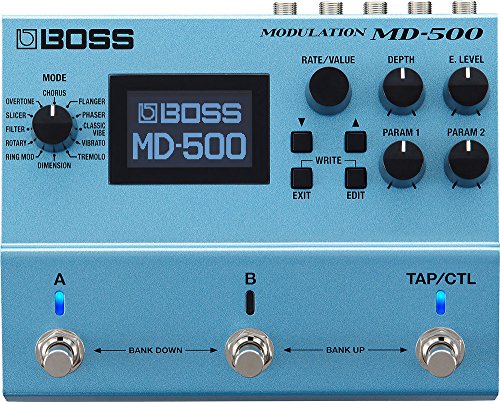 BOSS
MODULATION MD-500
MODE
CHORUS
OVERTONE
FLANGER
SLICER
PHASER
FILTER
CLASSIC
VIBE
ROTARY
VIBRATO
RING MOD
TREMOLO
DIMENSION
BOSS
MD-500
RATE/VALUE
DEPTH
E. LEVEL
PARAM 1
PARAM 2
WRITE
EXIT
EDIT
A
B
TAP/CTL
BANK DOWN
BANK UP